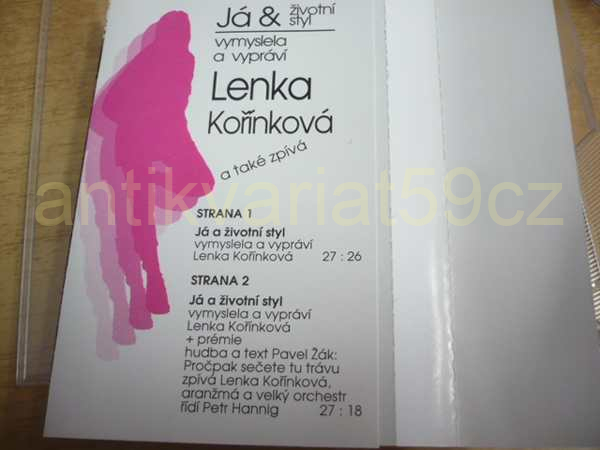 Já & životní styl
vymyslela
a vypráví
Lenka
Kořínková
a také zpívá
antikvariat59cz
STRANA 1
Já a životní styl
vymyslela a vypráví
Lenka Kořínková 27 : 26
STRANA 2
Já a životní styl
vymyslela a vypráví
Lenka Kořínková
+ prémie
hudba a text Pavel Žák:
Pročpak sečete tu trávu
zpívá Lenka Kořínková,
aranžmá a velký orchestr
řídí Petr Hannig 27 : 18